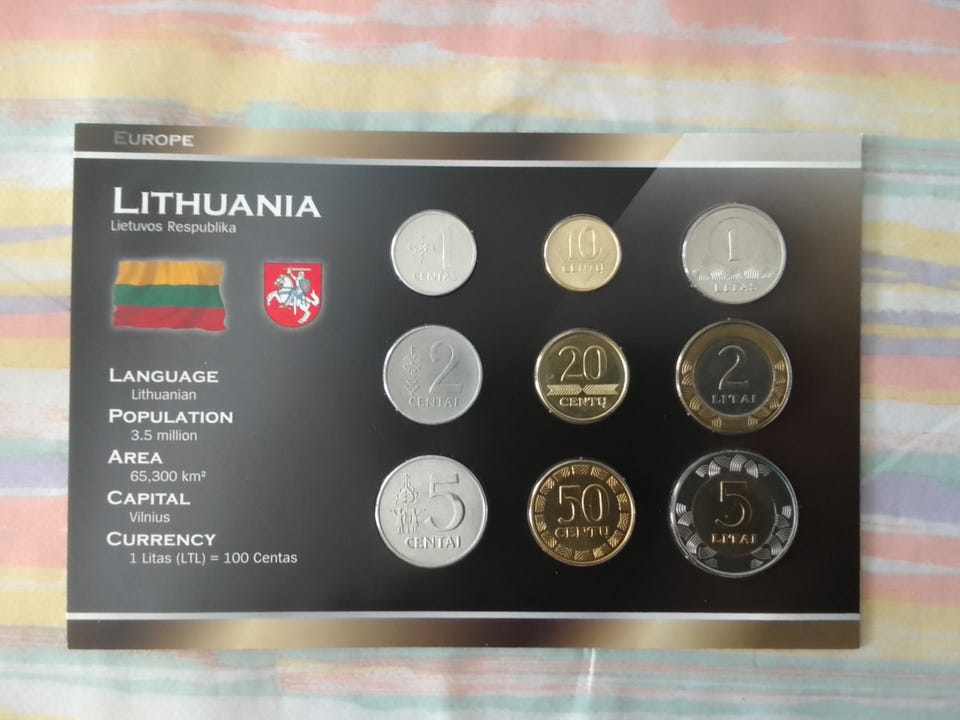 EUROPE
LITHUANIA
Lietuvos Respublika
LANGUAGE
Lithuanian
POPULATION
3.5 million
AREA
65,300 km²
CAPITAL
Vilnius
CURRENCY
1 Litas (LTL) = 100 Centas
1
CENTAS
10
CENTŲ
1
LITAS
2
CENTAI
20
CENTŲ
2
LITAI
5
CENTAI
50
CENTŲ
5
LITAI